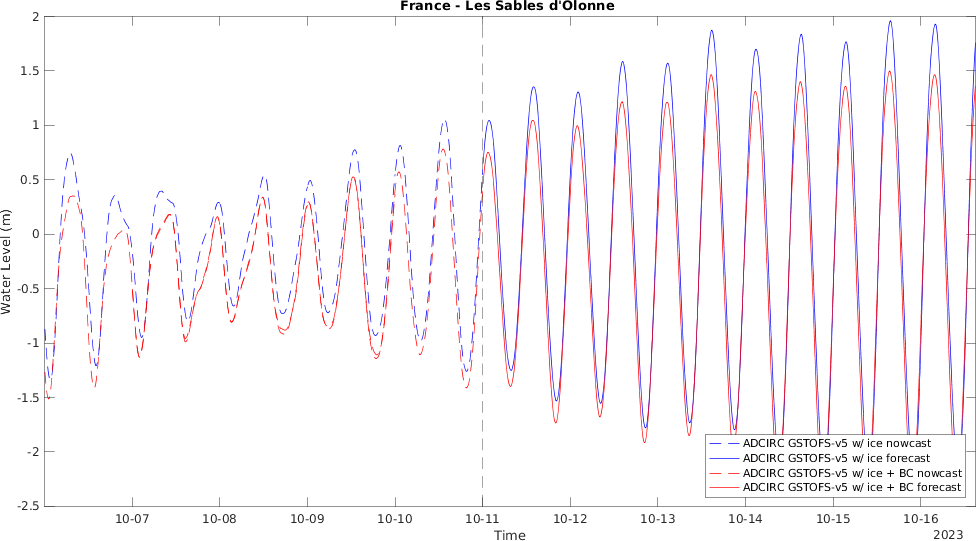 France - Les Sables d'Olonne
2
1.5
1
0.5
0
-0.5
-1
-1.5
-2
-2.5
Water Level (m)
ADCIRC GSTOFS-v5 w/ ice nowcast
ADCIRC GSTOFS-v5 w/ ice forecast
ADCIRC GSTOFS-v5 w/ ice + BC nowcast
ADCIRC GSTOFS-v5 w/ ice + BC forecast
10-07 10-08 10-09 10-10 10-11 10-12 10-13 10-14 10-15 10-16
Time
2023